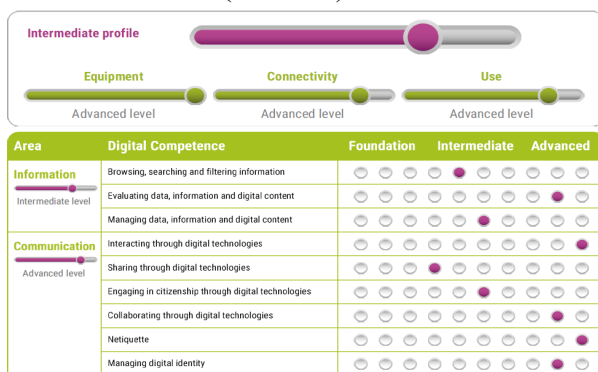 Intermediate profile
Equipment Connectivity Use
Advanced level Advanced level Advanced level
Area Digital Competence Foundation Intermediate Advanced
Information
Intermediate level
Browsing, searching and filtering information
Evaluating data, information and digital content
Managing data, information and digital content
Communication
Advanced level
Interacting through digital technologies
Sharing through digital technologies
Engaging in citizenship through digital technologies
Collaborating through digital technologies
Netiquette
Managing digital identity